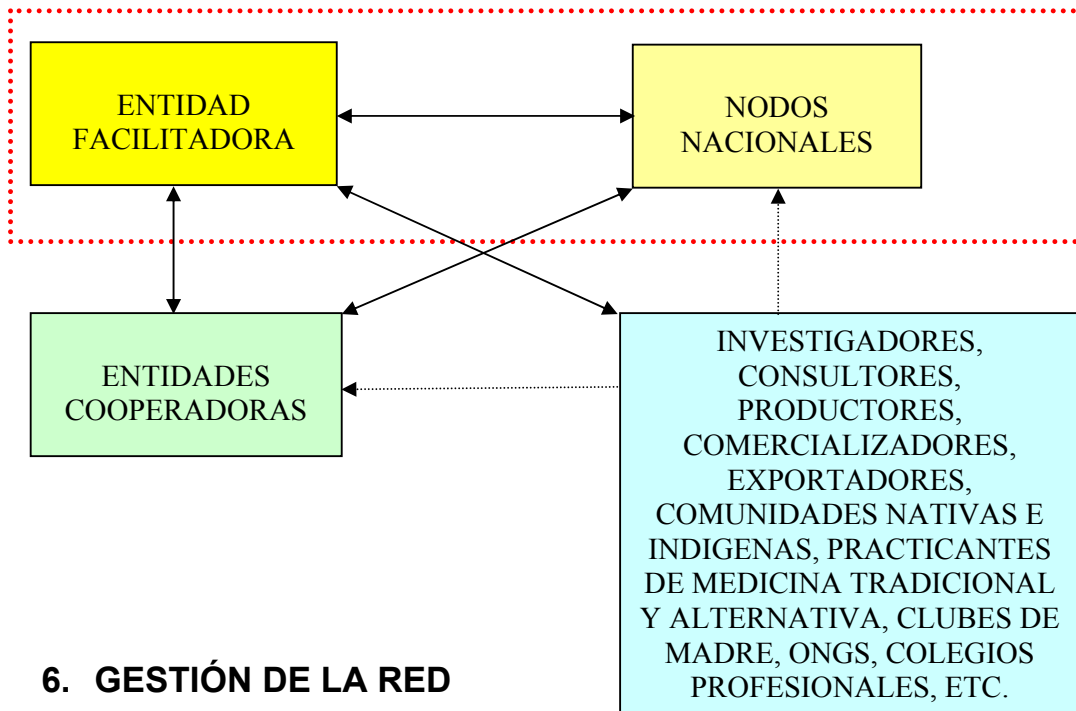 ENTIDAD
FACILITADORA
NODOS
NACIONALES
ENTIDADES
COOPERADORAS
INVESTIGADORES,
CONSULTORES,
PRODUCTORES,
COMERCIALIZADORES,
EXPORTADORES,
COMUNIDADES NATIVAS E
INDIGENAS, PRACTICANTES
DE MEDICINA TRADICIONAL
Y ALTERNATIVA, CLUBES DE
MADRE, ONGS, COLEGIOS
PROFESIONALES, ETC.
6. GESTIÓN DE LA RED